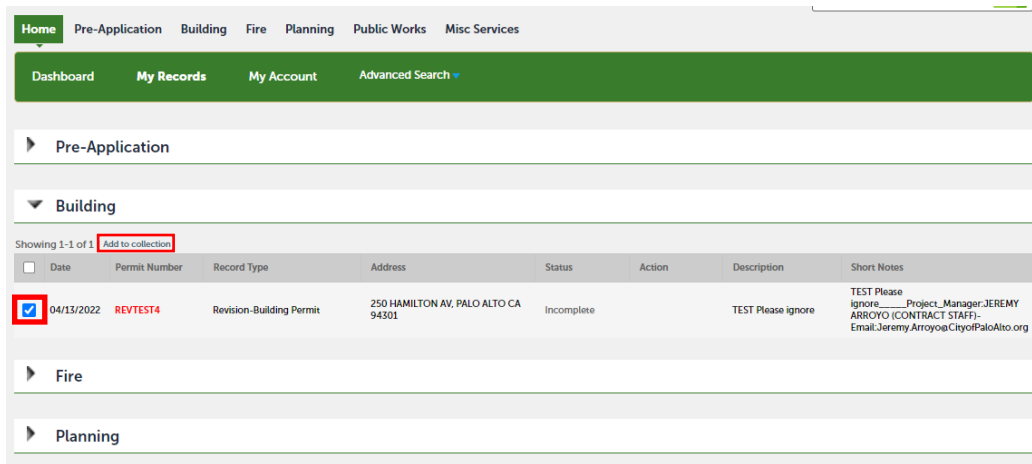 Home Pre-Application Building Fire Planning Public Works Misc Services
Dashboard My Records My Account Advanced Search
Pre-Application
Building
Showing 1-1 of 1 Add to collection
Date Permit Number Record Type Address Status Action Description Short Notes
04/13/2022 REVTEST4 Revision-Building Permit 250 HAMILTON AV, PALO ALTO CA 94301 Incomplete TEST Please ignore TEST Please
ignore_____Project_Manager:JEREMY
ARROYO (CONTRACT STAFF)-
Email:Jeremy.Arroyo@CityofPaloAlto.org
Fire
Planning